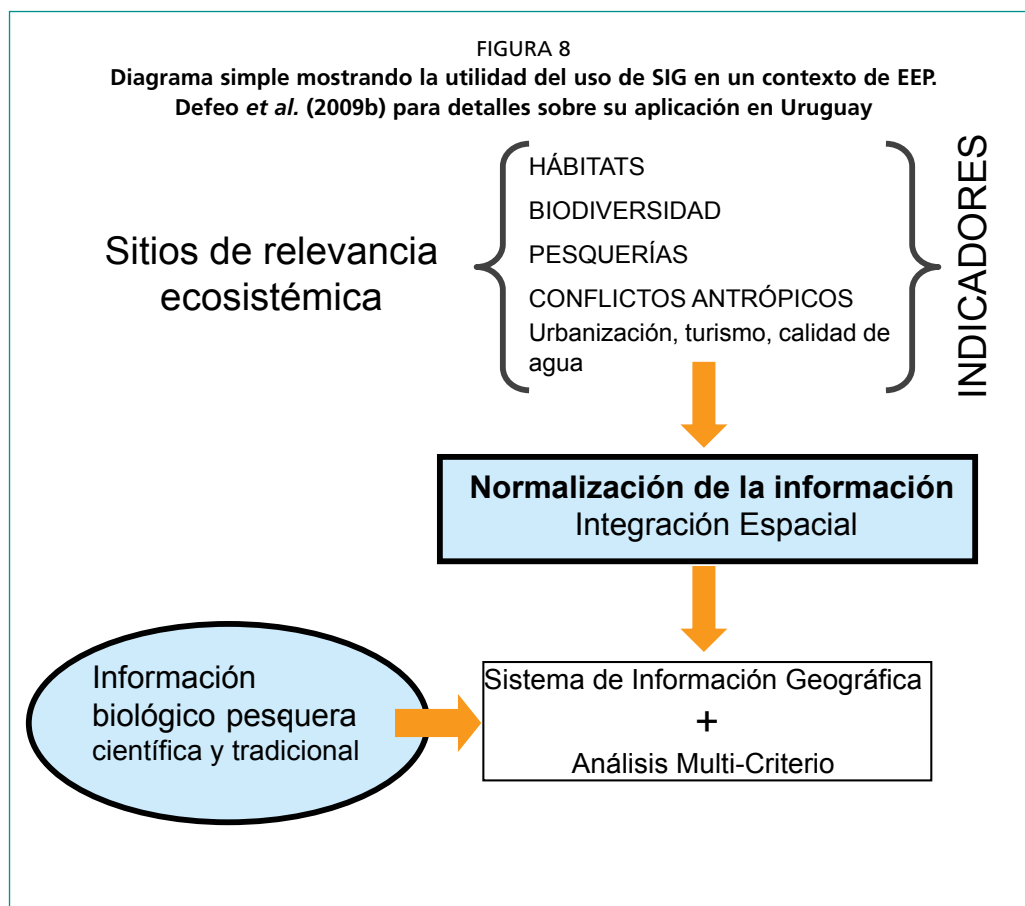 FIGURA 8
Diagrama simple mostrando la utilidad del uso de SIG en un contexto de EEP.
Defeo et al. (2009b) para detalles sobre su aplicación en Uruguay
Sitios de relevancia
ecosistémica
HÁBITATS
BIODIVERSIDAD
PESQUERÍAS
CONFLICTOS ANTRÓPICOS
Urbanización, turismo, calidad de
agua
INDICADORES
Normalización de la información
Integración Espacial
Información
biológico pesquera
científica y tradicional
Sistema de Información Geográfica
+
Análisis Multi-Criterio